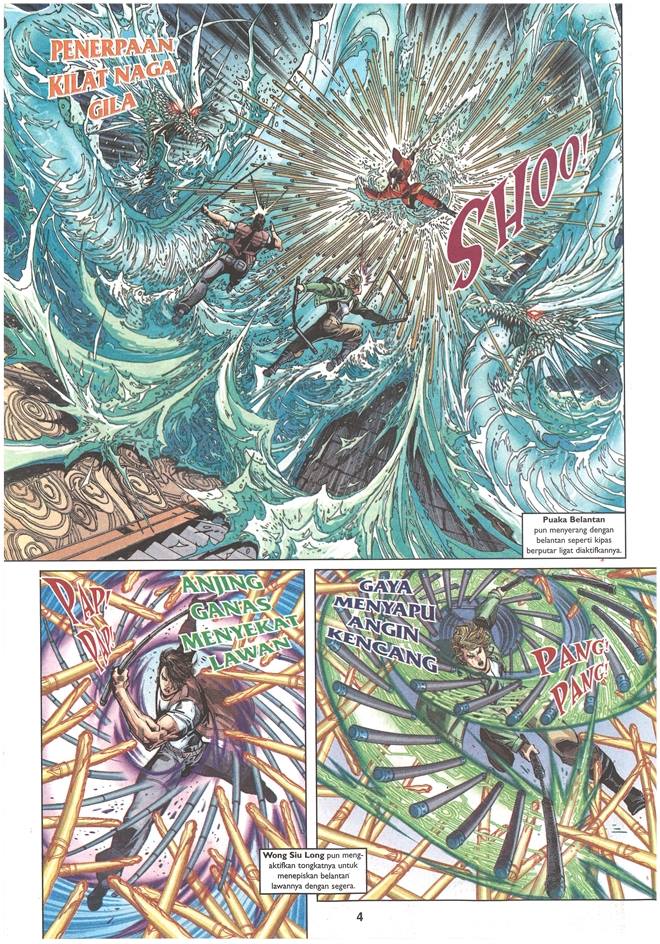 PENERPAAN
KILAT NAGA
GILA
SHOO!
Puaka Belantan
pun menyerang dengan
belantan seperti kipas
berputar ligat diaktifkannya.
PAP!
PAP!
ANJING
GANAS
MENYEKAT
LAWAN
Wong Siu Long pun meng-
aktifkan tongkatnya untuk
menepiskan belantan
lawannya dengan segera.
GAYA
MENYAPU
ANGIN
KENCANG
PANG!
PANG!
4